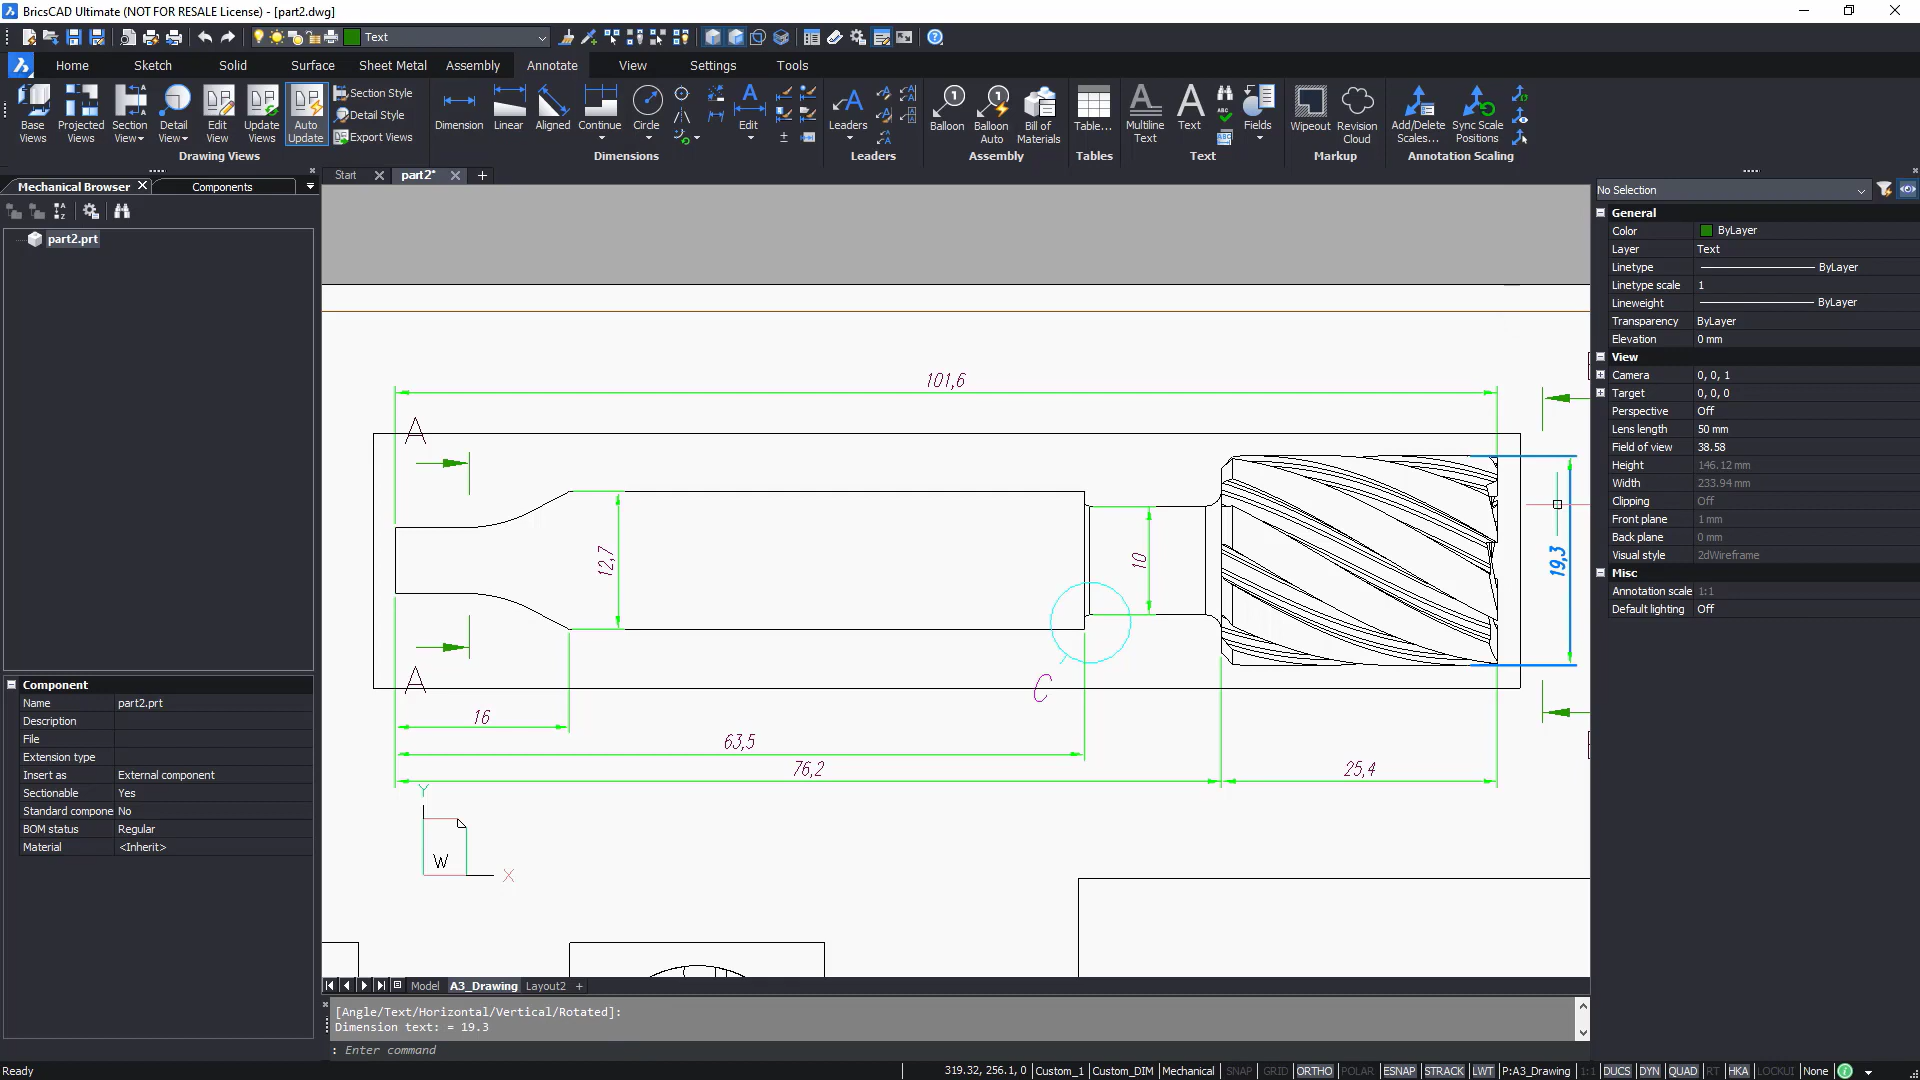 BricsCAD Ultimate (NOT FOR RESALE License) - [part2.dwg]
Text
Home Sketch Solid Surface Sheet Metal Assembly Annotate View Settings Tools
Base Views
Projected Views
Section View
Detail View
Edit View
Update Views
Auto Update
Section Style
Detail Style
Export Views
Drawing Views
Dimension
Linear
Aligned
Continue
Circle
Edit
Dimensions
Leaders
Leaders
Balloon
Balloon Auto
Bill of Materials
Assembly
Table...
Tables
Multiline Text
Text
Fields
Text
Wipeout
Revision Cloud
Markup
Add/Delete Scales...
Sync Scale Positions
Annotation Scaling
Mechanical Browser
Components
Start
part2*
part2.prt
Component
Name part2.prt
Description
File
Extension type
Insert as External component
Sectionable Yes
Standard compone No
BOM status Regular
Material <Inherit>
101,6
A
12,7
10
19,3
A
C
16
63,5
76,2
25,4
Y
W
X
Model A3_Drawing Layout2 +
[Angle/Text/Horizontal/Vertical/Rotated]:
Dimension text: = 19.3
: Enter command
No Selection
General
Color ByLayer
Layer Text
Linetype ByLayer
Linetype scale 1
Lineweight ByLayer
Transparency ByLayer
Elevation 0 mm
View
Camera 0, 0, 1
Target 0, 0, 0
Perspective Off
Lens length 50 mm
Field of view 38.58
Height 146.12 mm
Width 233.94 mm
Clipping Off
Front plane 1 mm
Back plane 0 mm
Visual style 2dWireframe
Misc
Annotation scale 1:1
Default lighting Off
Ready
319.32, 256.1, 0 Custom_1 Custom_DIM Mechanical SNAP GRID ORTHO POLAR ESNAP STRACK LWT P:A3_Drawing 1:1 DUCS DYN QUAD RT HKA LOCKUI None